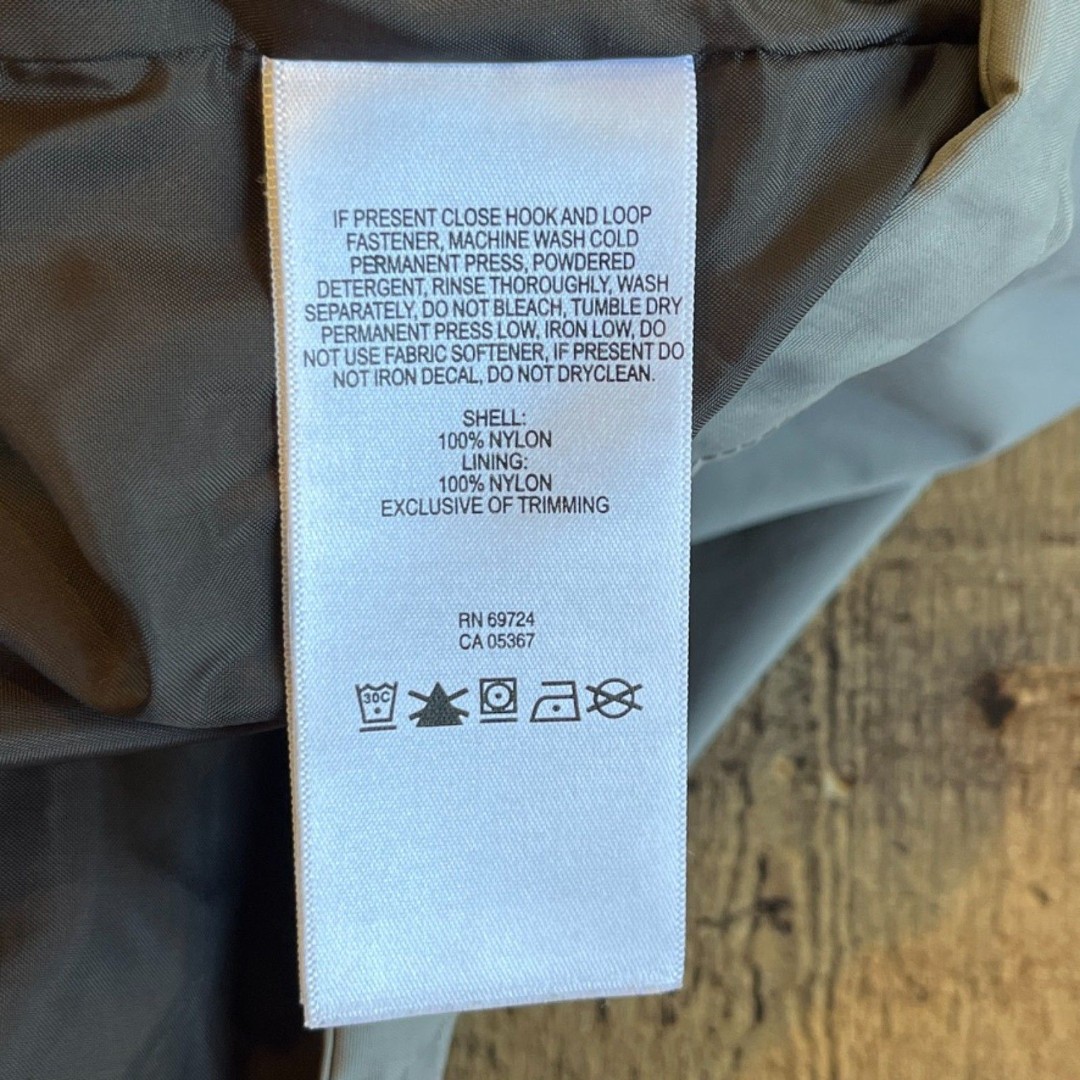 IF PRESENT CLOSE HOOK AND LOOP
FASTENER, MACHINE WASH COLD
PERMANENT PRESS, POWDERED
DETERGENT, RINSE THOROUGHLY, WASH
SEPARATELY, DO NOT BLEACH, TUMBLE DRY
PERMANENT PRESS LOW, IRON LOW, DO
NOT USE FABRIC SOFTENER, IF PRESENT DO
NOT IRON DECAL, DO NOT DRYCLEAN.
SHELL:
100% NYLON
LINING:
100% NYLON
EXCLUSIVE OF TRIMMING
RN 69724
CA 05367
30C